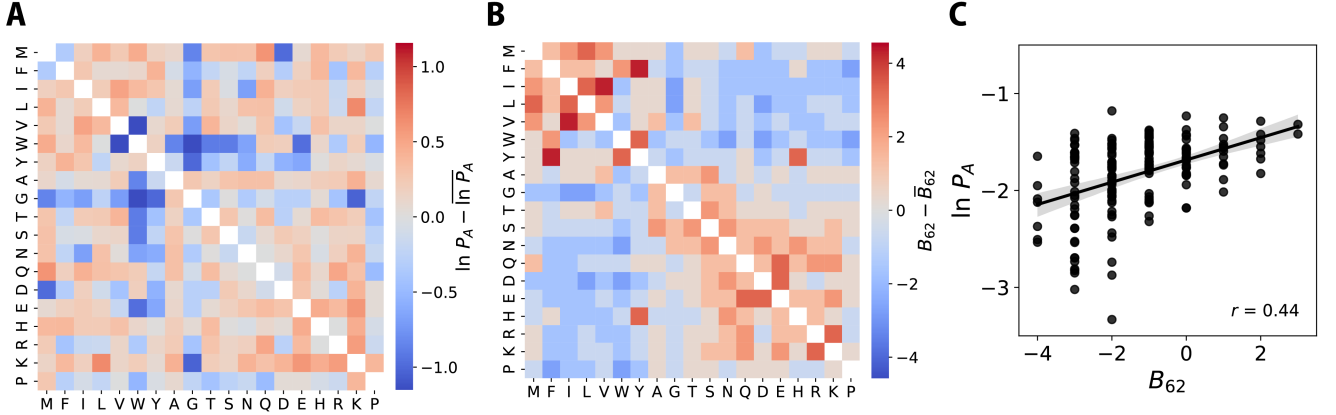 A
M F I L V W Y A G T S N Q D E H R K P
M F I L V W Y A G T S N Q D E H R K P
1.0
0.5
0.0
−0.5
−1.0
ln P_A − \overline{ln P_A}
B
M F I L V W Y A G T S N Q D E H R K P
M F I L V W Y A G T S N Q D E H R K P
4
2
0
−2
−4
B_62 − \overline{B}_62
C
ln P_A
−1
−2
−3
r = 0.44
−4 −2 0 2
B_62